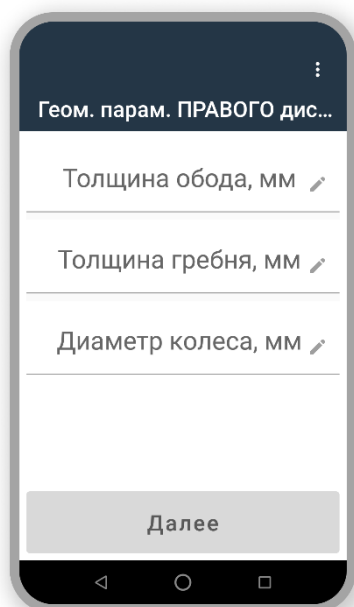 Геом. парам. ПРАВОГО дис...
Толщина обода, мм
Толщина гребня, мм
Диаметр колеса, мм
Далее